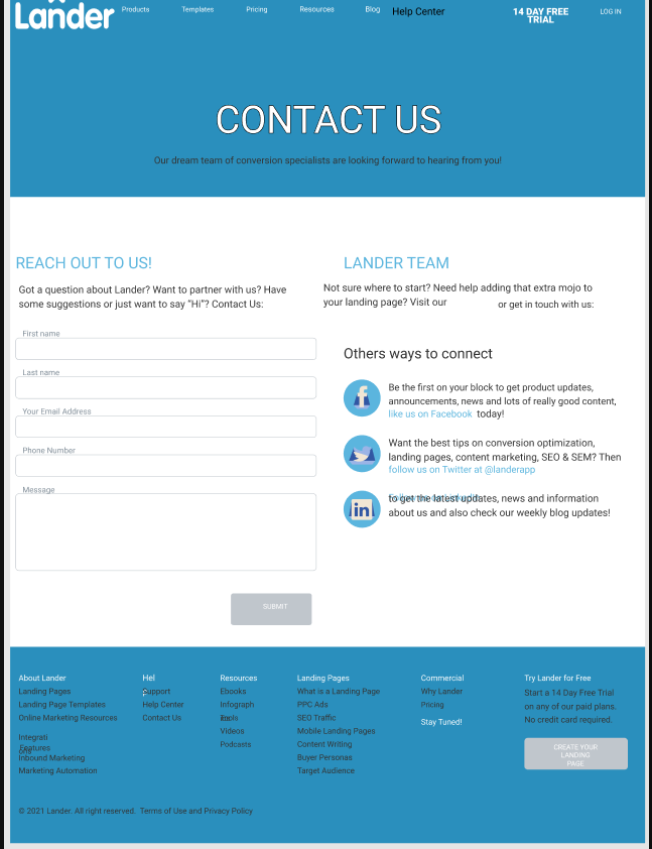 Lander
Products
Templates
Pricing
Resources
Blog
Help Center
14 DAY FREE
TRIAL
LOG IN
CONTACT US
Our dream team of conversion specialists are looking forward to hearing from you!
REACH OUT TO US!
Got a question about Lander? Want to partner with us? Have
some suggestions or just want to say "Hi"? Contact Us:
First name
Last name
Your Email Address
Phone Number
Message
SUBMIT
LANDER TEAM
Not sure where to start? Need help adding that extra mojo to
your landing page? Visit our
or get in touch with us:
Others ways to connect
Be the first on your block to get product updates,
announcements, news and lots of really good content,
like us on Facebook today!
Want the best tips on conversion optimization,
landing pages, content marketing, SEO & SEM? Then
follow us on Twitter at @landerapp
to get the latest updates, news and information
about us and also check our weekly blog updates!
About Lander
Landing Pages
Landing Page Templates
Online Marketing Resources
Integrati
Features
Inbound Marketing
Marketing Automation
Hel
Support
Help Center
Contact Us
Resources
Ebooks
Infograph
Tools
Videos
Podcasts
Landing Pages
What is a Landing Page
PPC Ads
SEO Traffic
Mobile Landing Pages
Content Writing
Buyer Personas
Target Audience
Commercial
Why Lander
Pricing
Stay Tuned!
Try Lander for Free
Start a 14 Day Free Trial
on any of our paid plans.
No credit card required.
CREATE YOUR
LANDING
PAGE
© 2021 Lander. All right reserved. Terms of Use and Privacy Policy